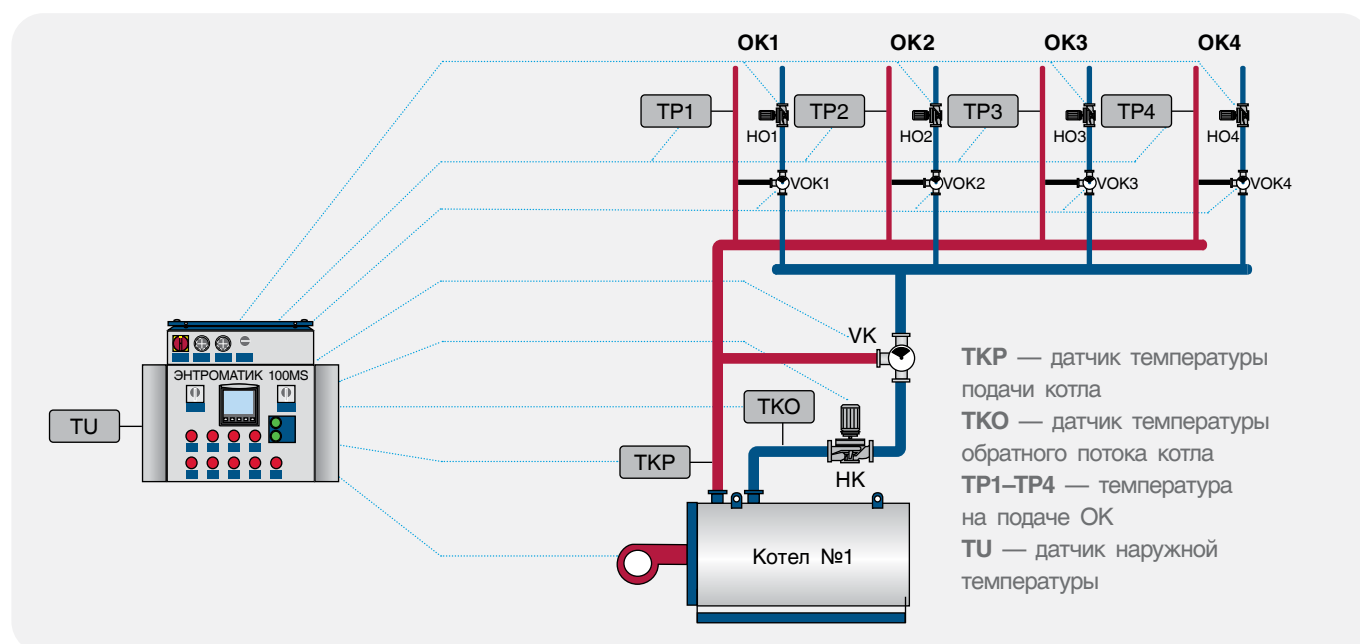 OK1 OK2 OK3 OK4
TP1 TP2 TP3 TP4
HO1 HO2 HO3 HO4
VOK1 VOK2 VOK3 VOK4
VK
ЭНТРОМАТИК 100MS
TU
TKO
TKP
HK
Котел №1
TKP — датчик температуры
подачи котла
TKO — датчик температуры
обратного потока котла
TP1–TP4 — температура
на подаче ОК
TU — датчик наружной
температуры